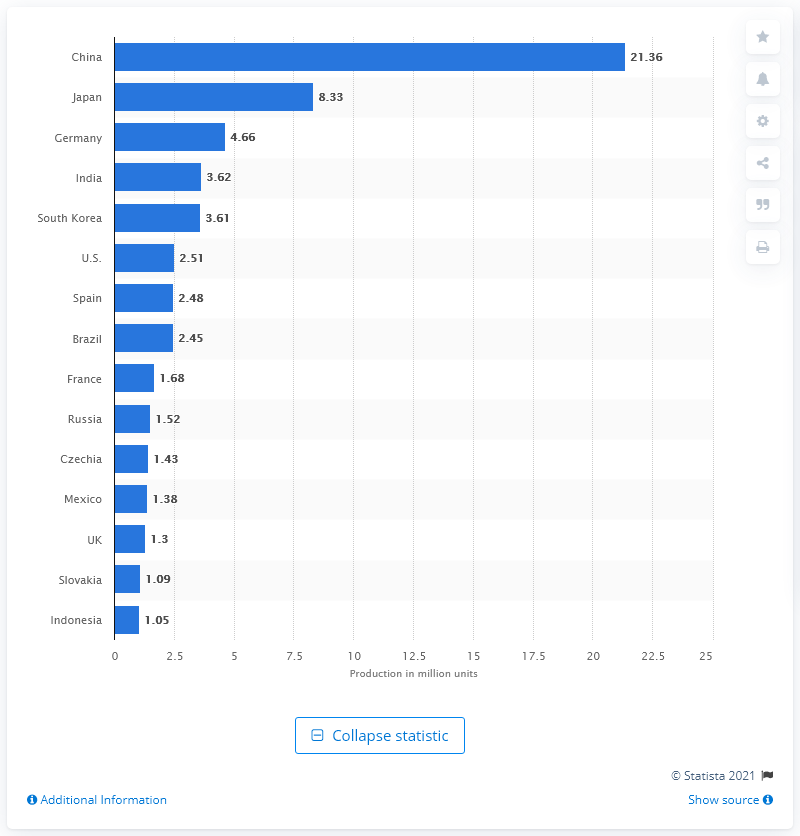 China 21.36
Japan 8.33
Germany 4.66
India 3.62
South Korea 3.61
U.S. 2.51
Spain 2.48
Brazil 2.45
France 1.68
Russia 1.52
Czechia 1.43
Mexico 1.38
UK 1.3
Slovakia 1.09
Indonesia 1.05
0 2.5 5 7.5 10 12.5 15 17.5 20 22.5 25
Production in million units
Collapse statistic
© Statista 2021
Additional Information Show source